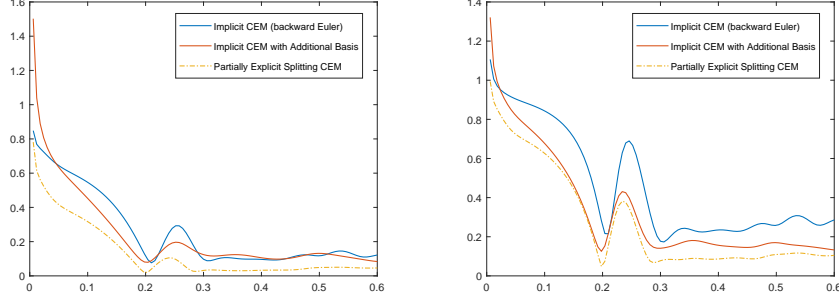 1.6
1.4
1.2
1
0.8
0.6
0.4
0.2
0
0 0.1 0.2 0.3 0.4 0.5 0.6
Implicit CEM (backward Euler)
Implicit CEM with Additional Basis
Partially Explicit Splitting CEM
1.4
1.2
1
0.8
0.6
0.4
0.2
0
0 0.1 0.2 0.3 0.4 0.5 0.6
Implicit CEM (backward Euler)
Implicit CEM with Additional Basis
Partially Explicit Splitting CEM